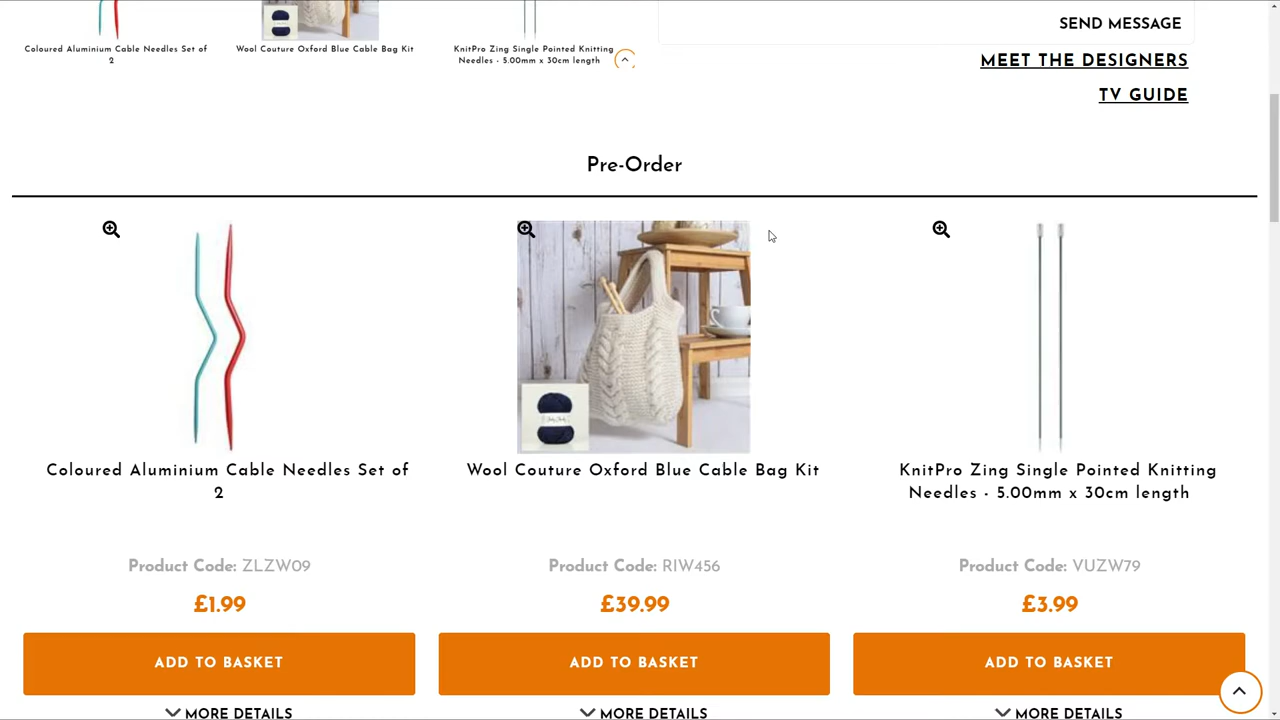 SEND MESSAGE
Coloured Aluminium Cable Needles Set of
2
Wool Couture Oxford Blue Cable Bag Kit
KnitPro Zing Single Pointed Knitting
Needles - 5.00mm x 30cm length
MEET THE DESIGNERS
TV GUIDE
Pre-Order
Coloured Aluminium Cable Needles Set of
2
Wool Couture Oxford Blue Cable Bag Kit
KnitPro Zing Single Pointed Knitting
Needles - 5.00mm x 30cm length
Product Code: ZLZW09
Product Code: RIW456
Product Code: VUZW79
£1.99
£39.99
£3.99
ADD TO BASKET
ADD TO BASKET
ADD TO BASKET
MORE DETAILS
MORE DETAILS
MORE DETAILS